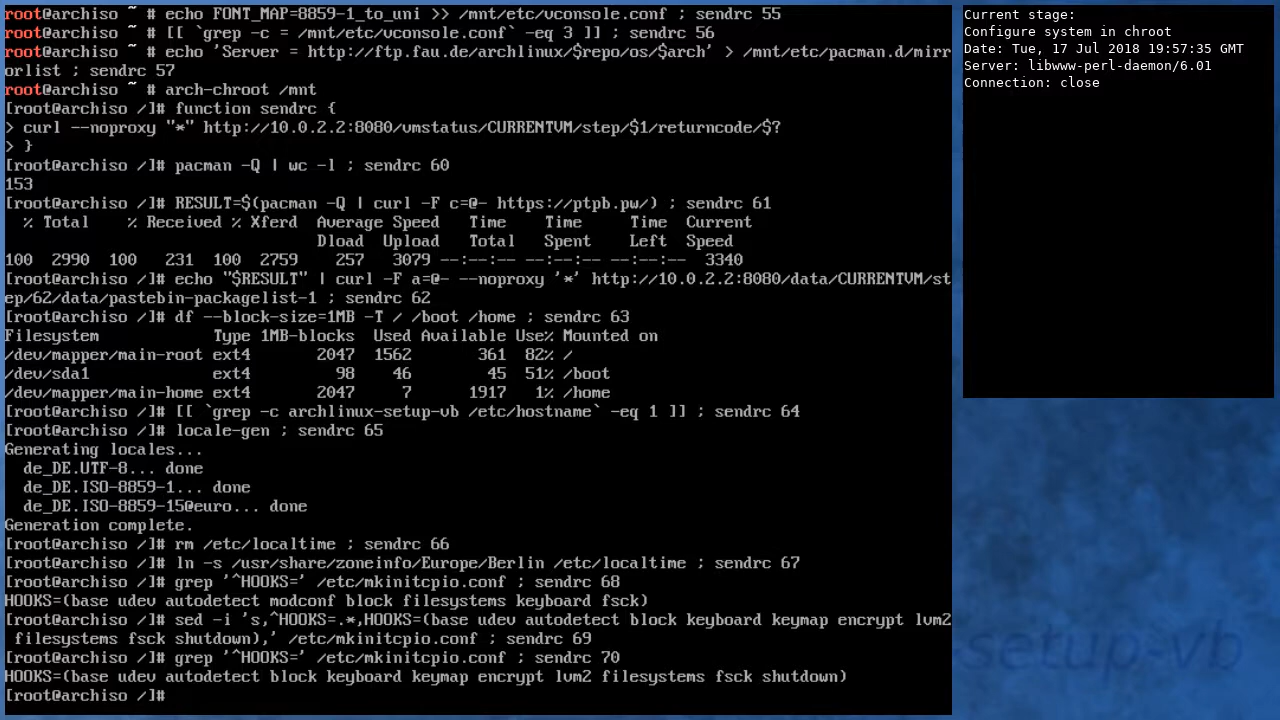 root@archiso ~ # echo FONT_MAP=8859-1_to_uni >> /mnt/etc/vconsole.conf ; sendrc 55
root@archiso ~ # [[ `grep -c = /mnt/etc/vconsole.conf` -eq 3 ]] ; sendrc 56
root@archiso ~ # echo 'Server = http://ftp.fau.de/archlinux/$repo/os/$arch' > /mnt/etc/pacman.d/mirr
orlist ; sendrc 57
root@archiso ~ # arch-chroot /mnt
[root@archiso /]# function sendrc {
> curl --noproxy "*" http://10.0.2.2:8080/vmstatus/CURRENTVM/step/$1/returncode/$?
> }
[root@archiso /]# pacman -Q | wc -l ; sendrc 60
153
[root@archiso /]# RESULT=$(pacman -Q | curl -F c=@- https://ptpb.pw/) ; sendrc 61
  % Total    % Received % Xferd  Average Speed   Time    Time     Time  Current
                                 Dload  Upload   Total   Spent    Left  Speed
100  2990  100   231  100  2759    257   3079 --:--:-- --:--:-- --:--:--  3340
[root@archiso /]# echo "$RESULT" | curl -F a=@- --noproxy '*' http://10.0.2.2:8080/data/CURRENTVM/st
ep/62/data/pastebin-packagelist-1 ; sendrc 62
[root@archiso /]# df --block-size=1MB -T / /boot /home ; sendrc 63
Filesystem            Type 1MB-blocks  Used Available Use% Mounted on
/dev/mapper/main-root ext4       2047  1562       361  82% /
/dev/sda1             ext4         98    46        45  51% /boot
/dev/mapper/main-home ext4       2047     7      1917   1% /home
[root@archiso /]# [[ `grep -c archlinux-setup-vb /etc/hostname` -eq 1 ]] ; sendrc 64
[root@archiso /]# locale-gen ; sendrc 65
Generating locales...
  de_DE.UTF-8... done
  de_DE.ISO-8859-1... done
  de_DE.ISO-8859-15@euro... done
Generation complete.
[root@archiso /]# rm /etc/localtime ; sendrc 66
[root@archiso /]# ln -s /usr/share/zoneinfo/Europe/Berlin /etc/localtime ; sendrc 67
[root@archiso /]# grep '^HOOKS=' /etc/mkinitcpio.conf ; sendrc 68
HOOKS=(base udev autodetect modconf block filesystems keyboard fsck)
[root@archiso /]# sed -i 's,^HOOKS=.*,HOOKS=(base udev autodetect block keyboard keymap encrypt lvm2
 filesystems fsck shutdown),' /etc/mkinitcpio.conf ; sendrc 69
[root@archiso /]# grep '^HOOKS=' /etc/mkinitcpio.conf ; sendrc 70
HOOKS=(base udev autodetect block keyboard keymap encrypt lvm2 filesystems fsck shutdown)
[root@archiso /]#
Current stage:
Configure system in chroot
Date: Tue, 17 Jul 2018 19:57:35 GMT
Server: libwww-perl-daemon/6.01
Connection: close
-setup-vb